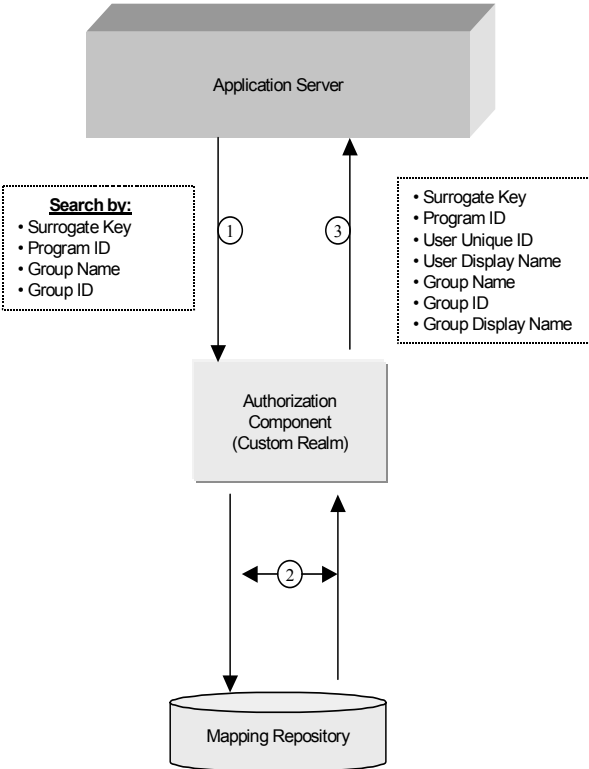 Application Server
Search by:
• Surrogate Key
• Program ID
• Group Name
• Group ID
1
3
• Surrogate Key
• Program ID
• User Unique ID
• User Display Name
• Group Name
• Group ID
• Group Display Name
Authorization
Component
(Custom Realm)
2
Mapping Repository